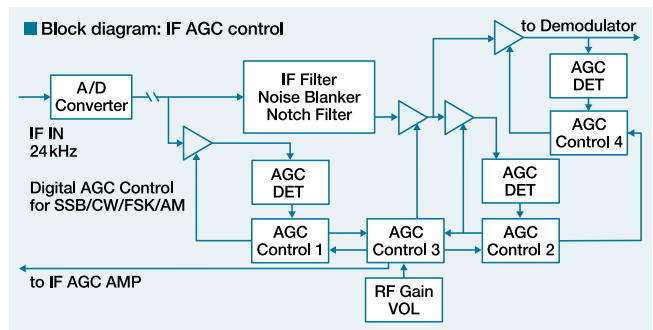 Block diagram: IF AGC control
to Demodulator
A/D
Converter
IF Filter
Noise Blanker
Notch Filter
AGC
DET
AGC
Control 4
IF IN
24kHz
Digital AGC Control
for SSB/CW/FSK/AM
AGC
DET
AGC
DET
AGC
Control 1
AGC
Control 3
AGC
Control 2
to IF AGC AMP
RF Gain
VOL